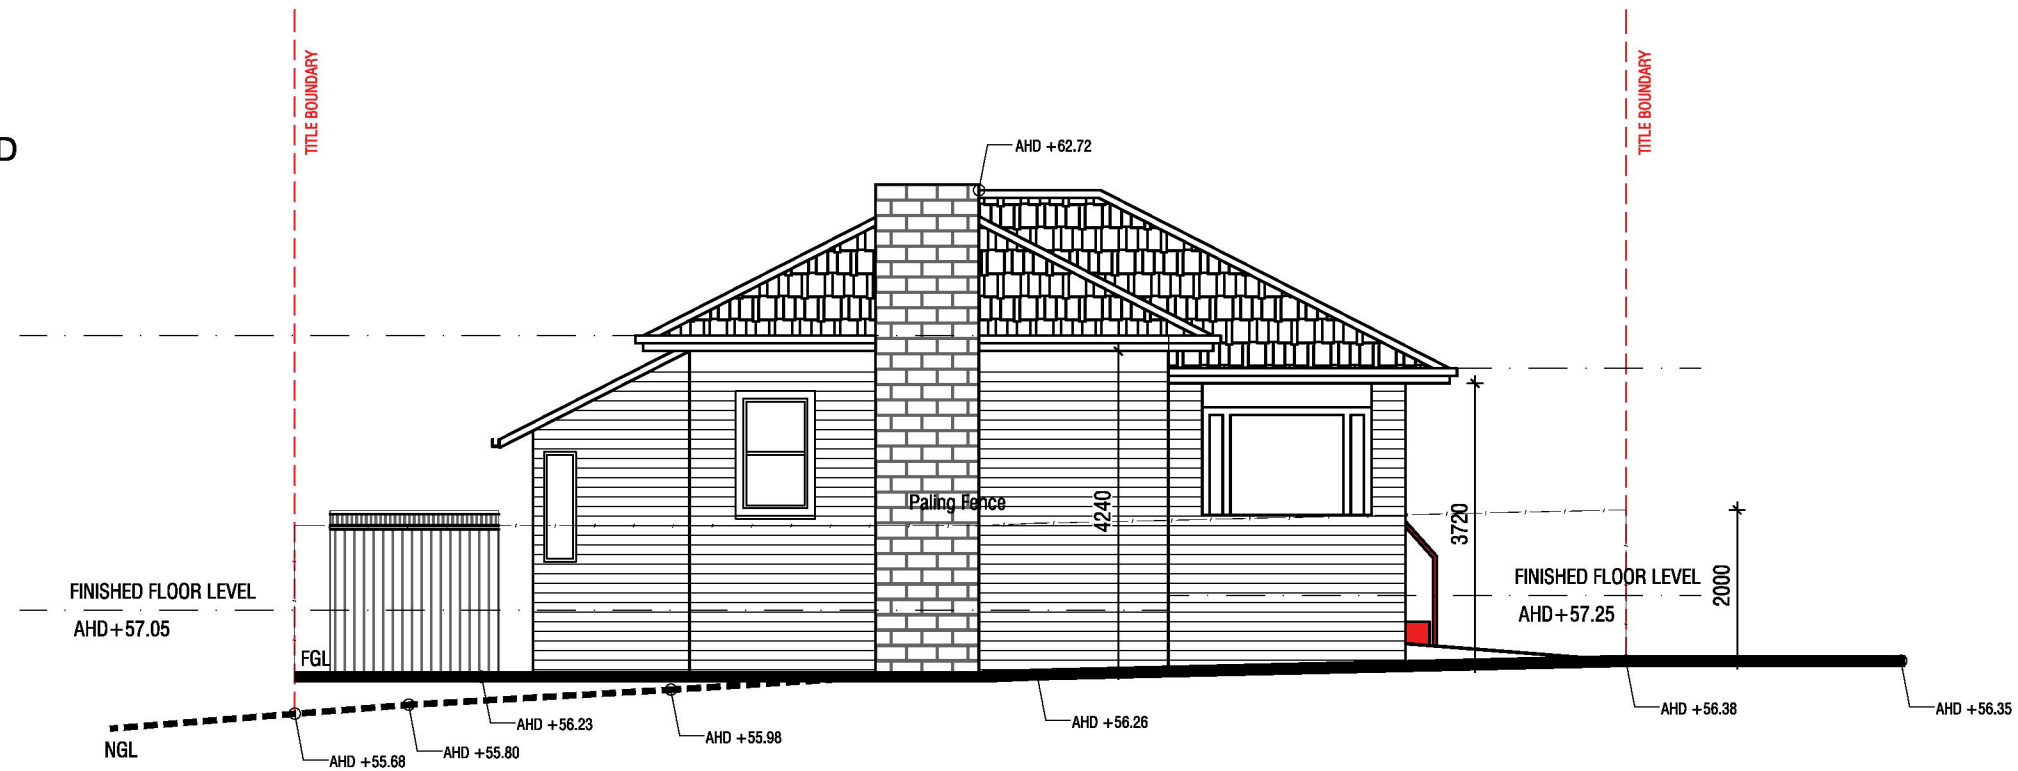 TITLE BOUNDARY
TITLE BOUNDARY
D
AHD +62.72
Paling Fence
4240
3720
2000
FINISHED FLOOR LEVEL
AHD+57.05
FINISHED FLOOR LEVEL
AHD+57.25
FGL
NGL
AHD +55.68
AHD +55.80
AHD +56.23
AHD +55.98
AHD +56.26
AHD +56.38
AHD +56.35